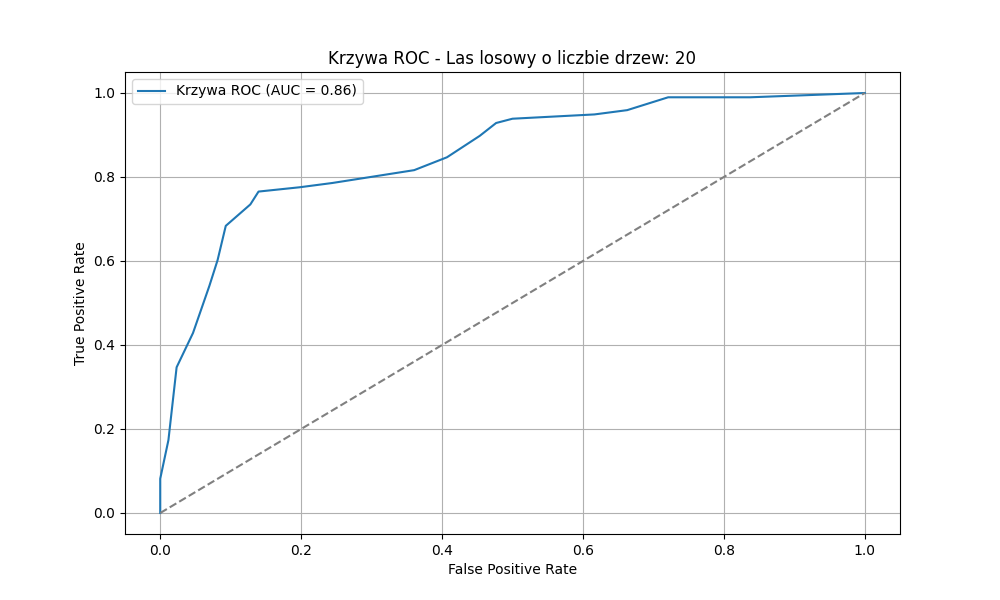 Krzywa ROC - Las losowy o liczbie drzew: 20
Krzywa ROC (AUC = 0.86)
True Positive Rate
1.0
0.8
0.6
0.4
0.2
0.0
0.0 0.2 0.4 0.6 0.8 1.0
False Positive Rate